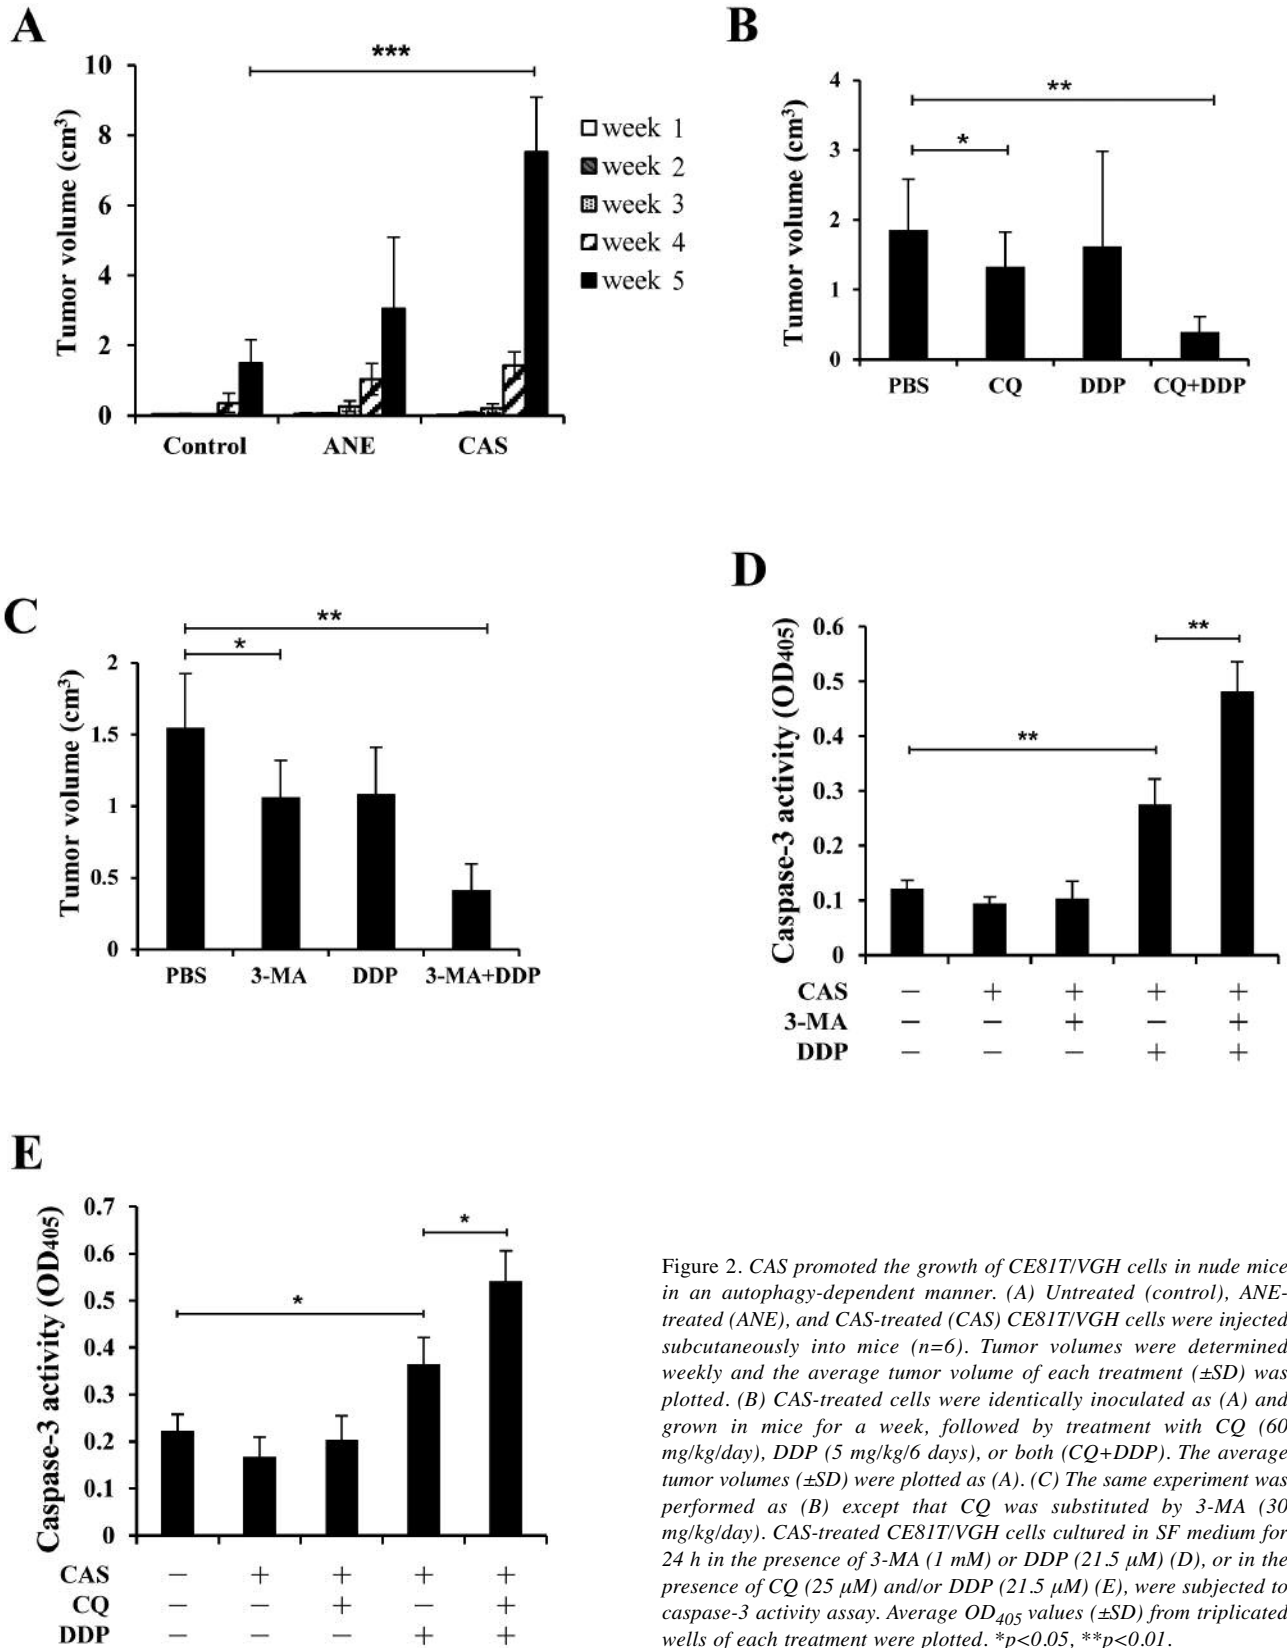 A
***
10
8
6
4
2
0
Tumor volume (cm³)
Control ANE CAS
week 1
week 2
week 3
week 4
week 5
B
**
*
4
3
2
1
0
Tumor volume (cm³)
PBS CQ DDP CQ+DDP
C
**
*
2
1.5
1
0.5
0
Tumor volume (cm³)
PBS 3-MA DDP 3-MA+DDP
D
**
**
0.6
0.5
0.4
0.3
0.2
0.1
0
Caspase-3 activity (OD405)
CAS − + + + +
3-MA − − + − +
DDP − − − + +
E
*
*
0.7
0.6
0.5
0.4
0.3
0.2
0.1
0
Caspase-3 activity (OD405)
CAS − + + + +
CQ − − + − +
DDP − − − + +
Figure 2. CAS promoted the growth of CE81T/VGH cells in nude mice
in an autophagy-dependent manner. (A) Untreated (control), ANE-
treated (ANE), and CAS-treated (CAS) CE81T/VGH cells were injected
subcutaneously into mice (n=6). Tumor volumes were determined
weekly and the average tumor volume of each treatment (±SD) was
plotted. (B) CAS-treated cells were identically inoculated as (A) and
grown in mice for a week, followed by treatment with CQ (60
mg/kg/day), DDP (5 mg/kg/6 days), or both (CQ+DDP). The average
tumor volumes (±SD) were plotted as (A). (C) The same experiment was
performed as (B) except that CQ was substituted by 3-MA (30
mg/kg/day). CAS-treated CE81T/VGH cells cultured in SF medium for
24 h in the presence of 3-MA (1 mM) or DDP (21.5 μM) (D), or in the
presence of CQ (25 μM) and/or DDP (21.5 μM) (E), were subjected to
caspase-3 activity assay. Average OD405 values (±SD) from triplicated
wells of each treatment were plotted. *p<0.05, **p<0.01.